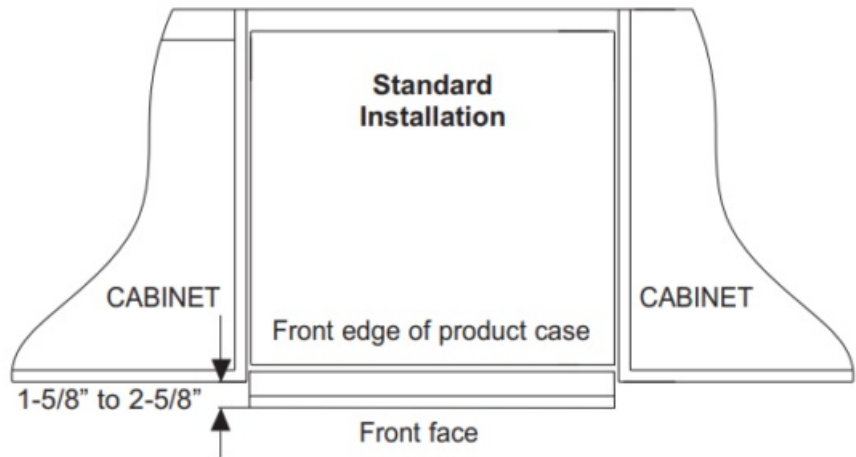 Standard
Installation
CABINET
CABINET
Front edge of product case
1-5/8” to 2-5/8”
Front face